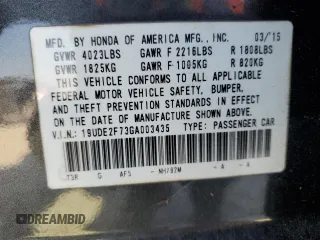 MFD. BY HONDA OF AMERICA MFG., INC. 03/15
GVWR 4023LBS GAWR F 2216LBS R 1808LBS
GVWR 1825KG GAWR F 1005KG R 820KG
THIS VEHICLE CONFORMS TO ALL APPLICABLE
FEDERAL MOTOR VEHICLE SAFETY, BUMPER,
AND THEFT PREVENTION STANDARDS IN EFFECT
ON THE DATE OF MANUFACTURE SHOWN ABOVE.
V.I.N. 19UDE2F73GA003435 TYPE: PASSENGER CAR
G AF5 - NH782M - A - A
DREAMBID